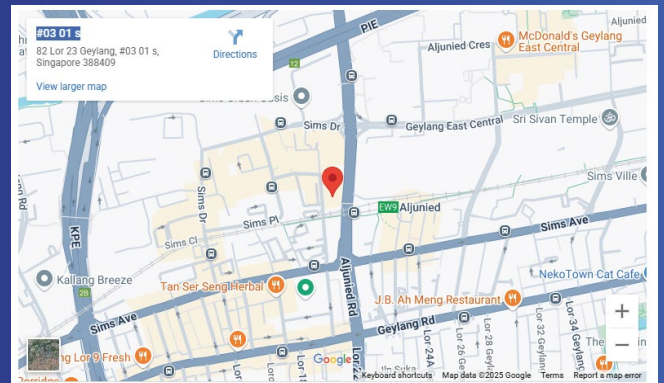 #03 01 s
82 Lor 23 Geylang, #03 01 s,
Singapore 388409
Directions
View larger map
PIE
Aljunied
Aljunied Cres
McDonald's Geylang
East Central
12
Sims Dr
Geylang East Central
Sri Sivan Temple
Sims Ville
Sims Dr
EW9 Aljunied
Sims Pl
Sims Ave
Sims Cl
KPE
Kallang Breeze
2B
Tan Ser Seng Herbal
Aljunied Rd
NekoTown Cat Cafe
J.B. Ah Meng Restaurant
Sims Ave
Geylang Rd
Lor 24A
Lor 28 Geylang
Lor 32 Geylang
Lor 34 Geylang
ng Lor 9 Fresh
Google
Keyboard shortcuts
Map data ©2025 Google
Terms
Report a map error